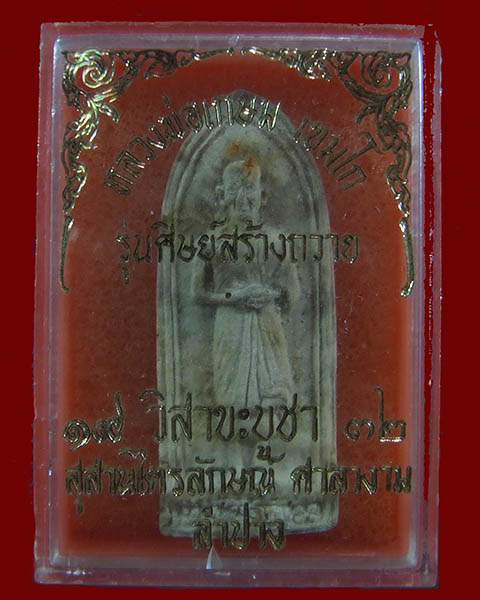 หลวงพ่อเกษม เขมโก
รุ่นศิษย์สร้างถวาย
๑๙ วิสาขะบูชา ๓๒
สุสานไตรลักษณ์ ศาลางาม
ลำปาง